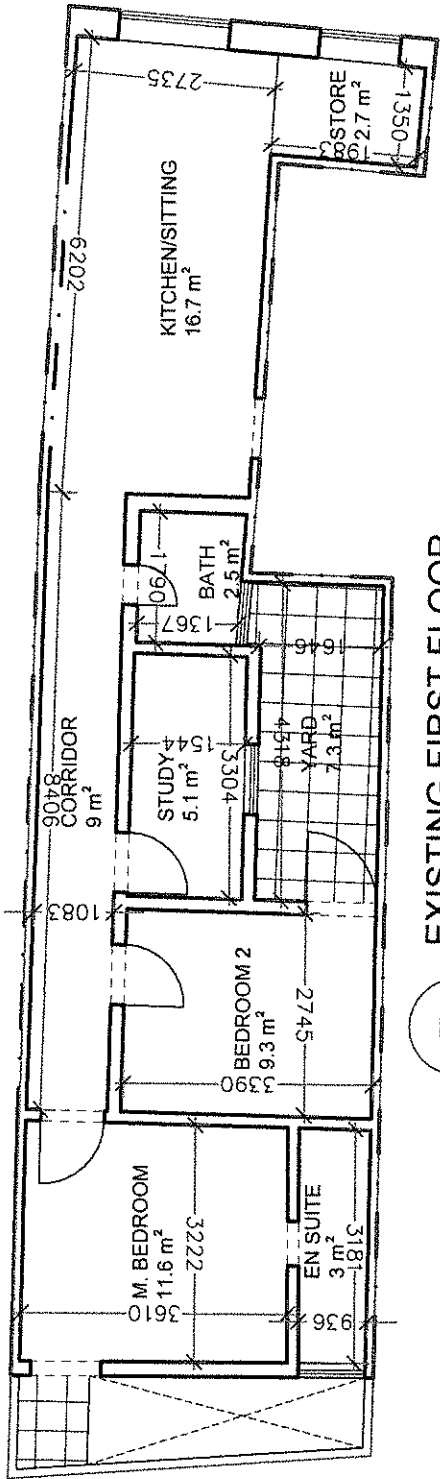 6202
2735
STORE
2.7 m²
1983
1350
KITCHEN/SITTING
16.7 m²
8406
CORRIDOR
9 m²
1083
1790
BATH
2.5 m²
1367
STUDY
5.1 m²
1544
3304
1646
4318
YARD
7.3 m²
BEDROOM 2
9.3 m²
2745
3390
M. BEDROOM
11.6 m²
3222
3610
EN SUITE
3 m²
3181
936
EXISTING FIRST FLOOR